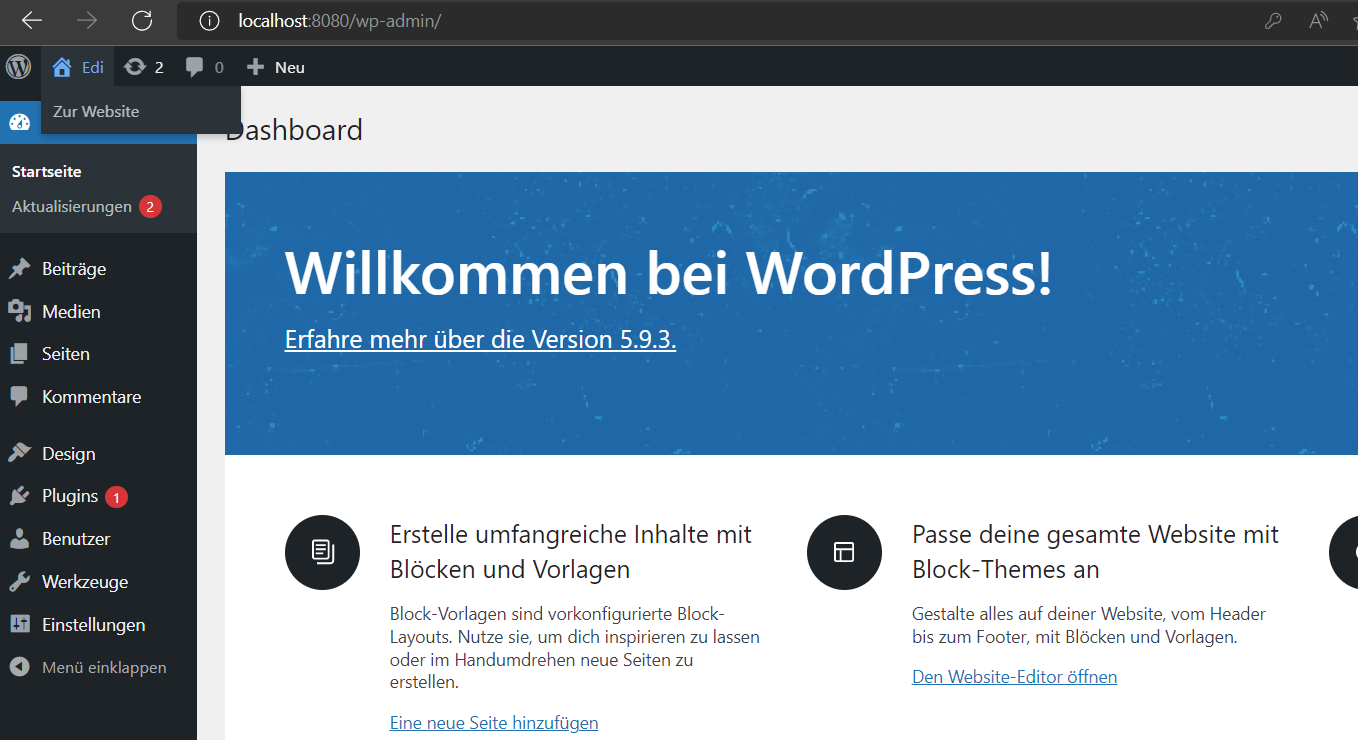 localhost:8080/wp-admin/
Edi 2 0 Neu
Zur Website
Dashboard
Startseite
Aktualisierungen 2
Beiträge
Medien
Seiten
Kommentare
Design
Plugins 1
Benutzer
Werkzeuge
Einstellungen
Menü einklappen
Willkommen bei WordPress!
Erfahre mehr über die Version 5.9.3.
Erstelle umfangreiche Inhalte mit
Blöcken und Vorlagen
Block-Vorlagen sind vorkonfigurierte Block-
Layouts. Nutze sie, um dich inspirieren zu lassen
oder im Handumdrehen neue Seiten zu
erstellen.
Eine neue Seite hinzufügen
Passe deine gesamte Website mit
Block-Themes an
Gestalte alles auf deiner Website, vom Header
bis zum Footer, mit Blöcken und Vorlagen.
Den Website-Editor öffnen